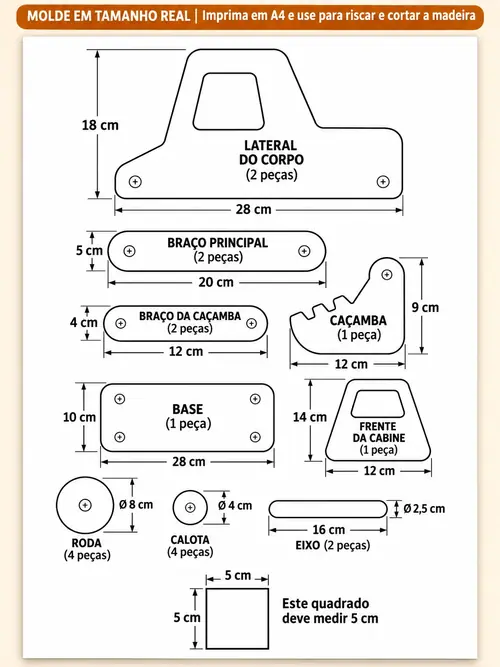 MOLDE EM TAMANHO REAL | Imprima em A4 e use para riscar e cortar a madeira
18 cm
LATERAL
DO CORPO
(2 peças)
28 cm
5 cm
BRAÇO PRINCIPAL
(2 peças)
20 cm
4 cm
BRAÇO DA CAÇAMBA
(2 peças)
12 cm
CAÇAMBA
(1 peça)
9 cm
12 cm
10 cm
BASE
(1 peça)
28 cm
14 cm
FRENTE
DA CABINE
(1 peça)
12 cm
Ø 8 cm
RODA
(4 peças)
Ø 4 cm
CALOTA
(4 peças)
Ø 2,5 cm
16 cm
EIXO (2 peças)
5 cm
5 cm
Este quadrado
deve medir 5 cm